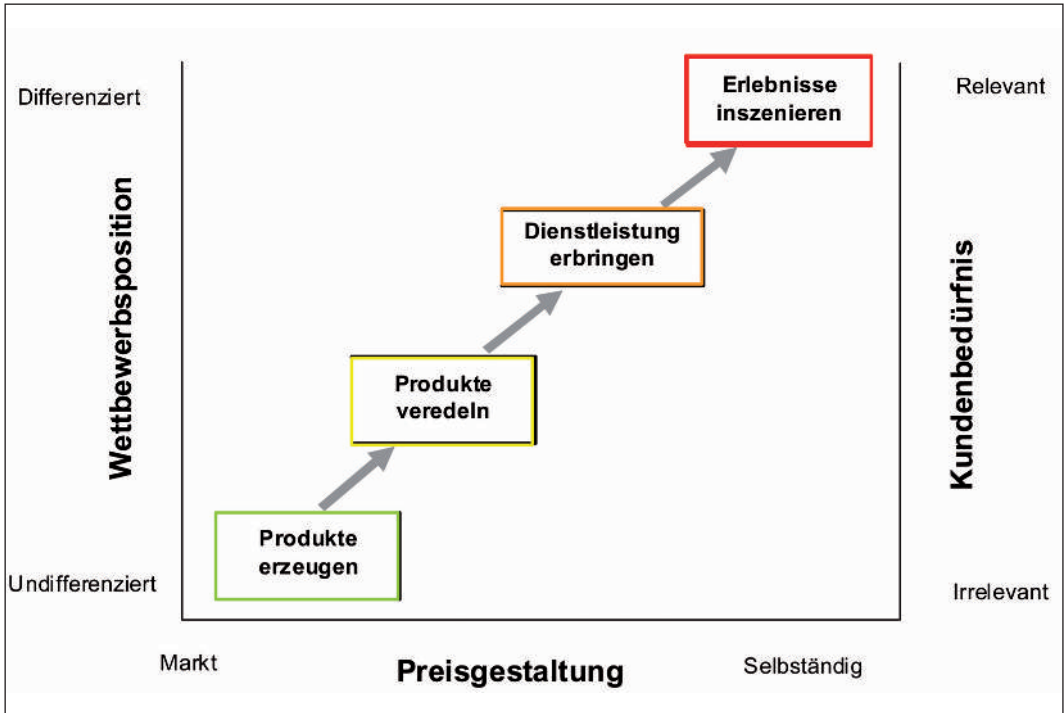 Differenziert
Erlebnisse
inszenieren
Relevant
Wettbewerbsposition
Dienstleistung
erbringen
Kundenbedürfnis
Produkte
veredeln
Produkte
erzeugen
Undifferenziert
Irrelevant
Markt
Preisgestaltung
Selbständig